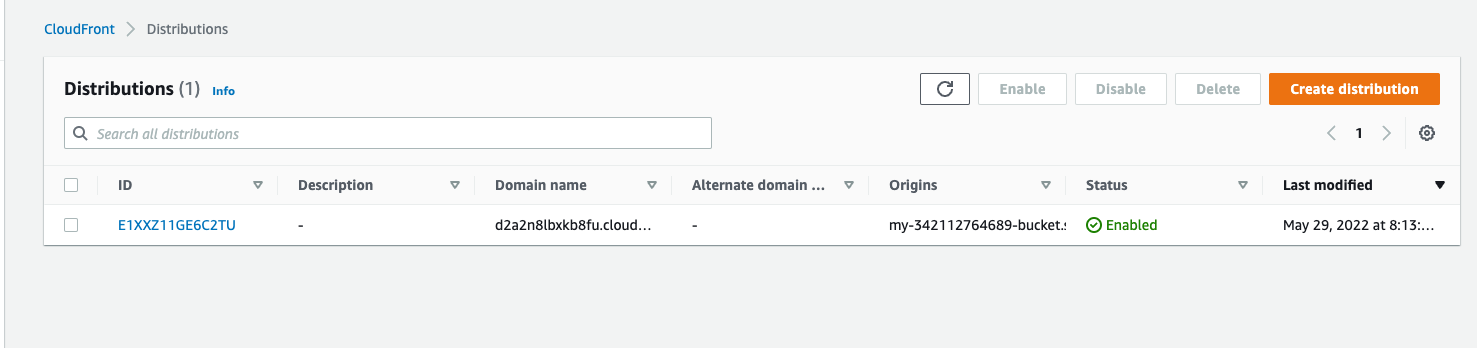 CloudFront > Distributions
Distributions (1) Info
Enable Disable Delete Create distribution
Search all distributions
1
ID Description Domain name Alternate domain ... Origins Status Last modified
E1XXZ11GE6C2TU - d2a2n8lbxkb8fu.cloud... - my-342112764689-bucket.s Enabled May 29, 2022 at 8:13:...